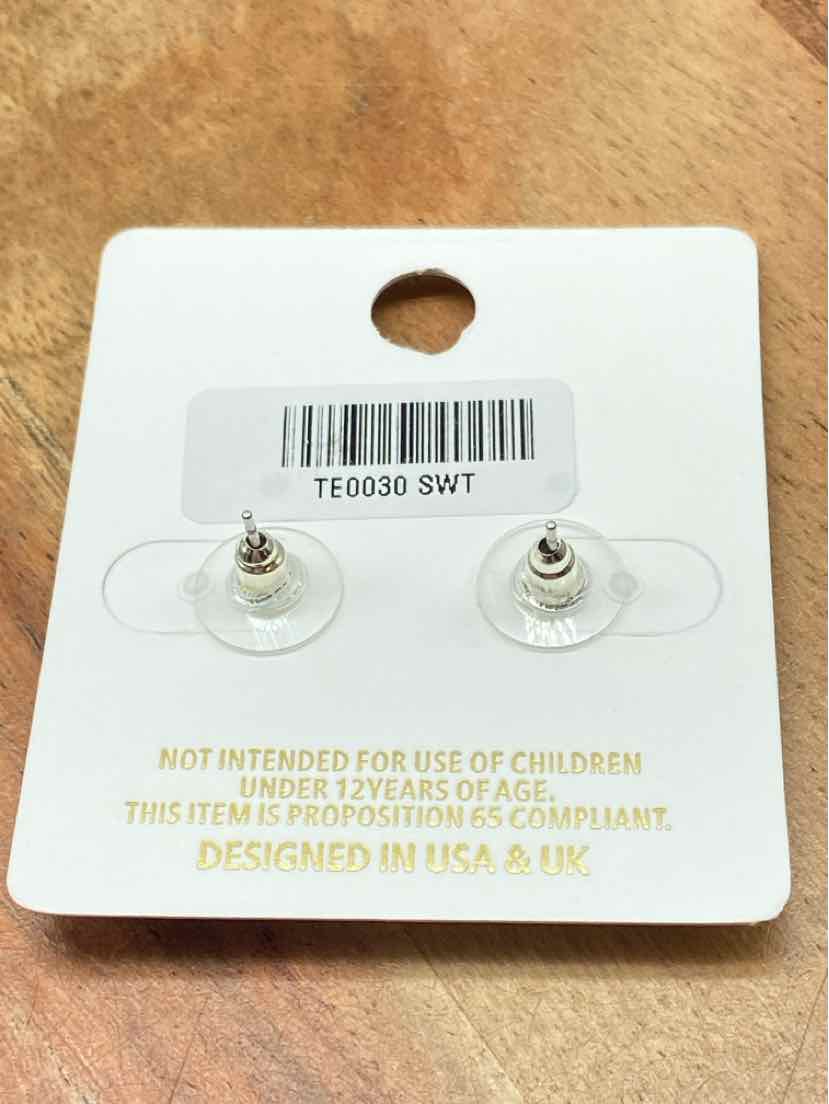 TE0030 SWT
NOT INTENDED FOR USE OF CHILDREN
UNDER 12YEARS OF AGE.
THIS ITEM IS PROPOSITION 65 COMPLIANT.
DESIGNED IN USA & UK